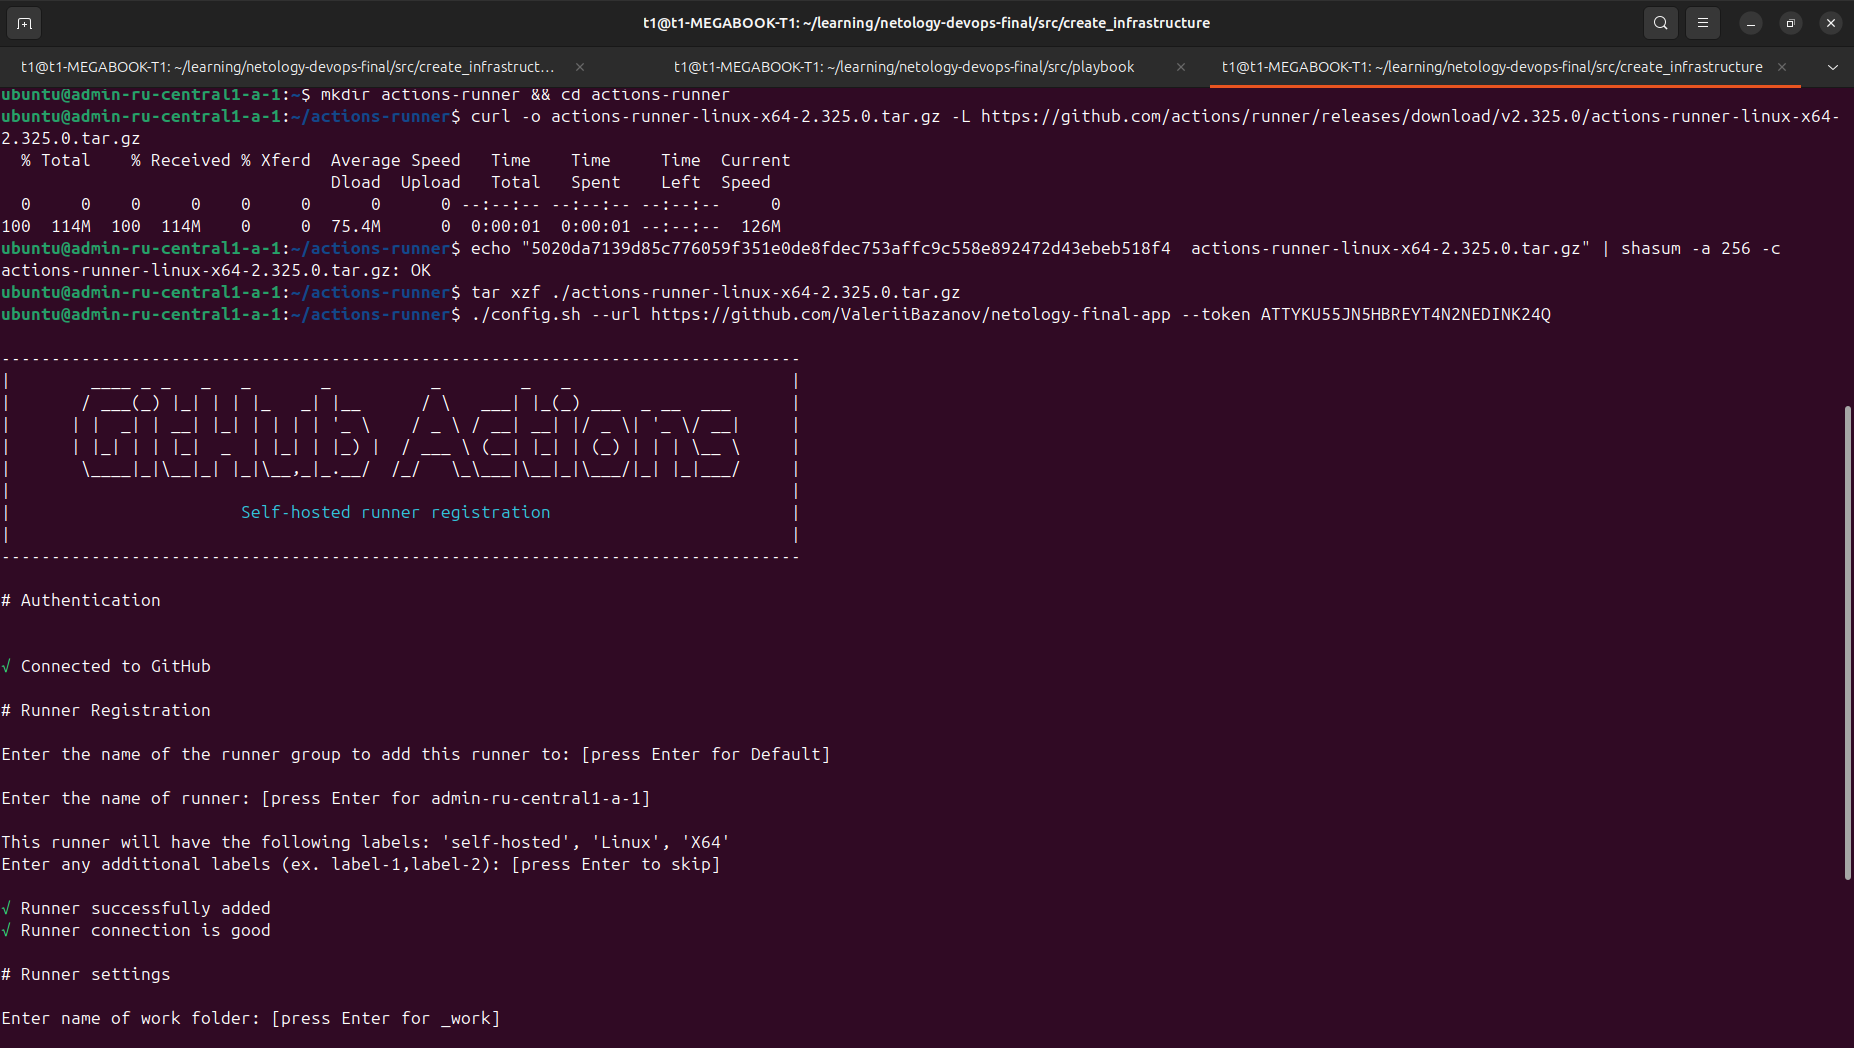 t1@t1-MEGABOOK-T1: ~/learning/netology-devops-final/src/create_infrastructure
t1@t1-MEGABOOK-T1: ~/learning/netology-devops-final/src/create_infrastruct...
t1@t1-MEGABOOK-T1: ~/learning/netology-devops-final/src/playbook
t1@t1-MEGABOOK-T1: ~/learning/netology-devops-final/src/create_infrastructure
ubuntu@admin-ru-central1-a-1:~$ mkdir actions-runner && cd actions-runner
ubuntu@admin-ru-central1-a-1:~/actions-runner$ curl -o actions-runner-linux-x64-2.325.0.tar.gz -L https://github.com/actions/runner/releases/download/v2.325.0/actions-runner-linux-x64-
2.325.0.tar.gz
  % Total    % Received % Xferd  Average Speed   Time    Time     Time  Current
                                 Dload  Upload   Total   Spent    Left  Speed
  0     0    0     0    0     0      0      0 --:--:-- --:--:-- --:--:--     0
100  114M  100  114M    0     0  75.4M      0  0:00:01  0:00:01 --:--:--  126M
ubuntu@admin-ru-central1-a-1:~/actions-runner$ echo "5020da7139d85c776059f351e0de8fdec753affc9c558e892472d43ebeb518f4  actions-runner-linux-x64-2.325.0.tar.gz" | shasum -a 256 -c
actions-runner-linux-x64-2.325.0.tar.gz: OK
ubuntu@admin-ru-central1-a-1:~/actions-runner$ tar xzf ./actions-runner-linux-x64-2.325.0.tar.gz
ubuntu@admin-ru-central1-a-1:~/actions-runner$ ./config.sh --url https://github.com/ValeriiBazanov/netology-final-app --token ATTYKU55JN5HBREYT4N2NEDINK24Q
GitHub Actions
Self-hosted runner registration
# Authentication
√ Connected to GitHub
# Runner Registration
Enter the name of the runner group to add this runner to: [press Enter for Default]
Enter the name of runner: [press Enter for admin-ru-central1-a-1]
This runner will have the following labels: 'self-hosted', 'Linux', 'X64'
Enter any additional labels (ex. label-1,label-2): [press Enter to skip]
√ Runner successfully added
√ Runner connection is good
# Runner settings
Enter name of work folder: [press Enter for _work]